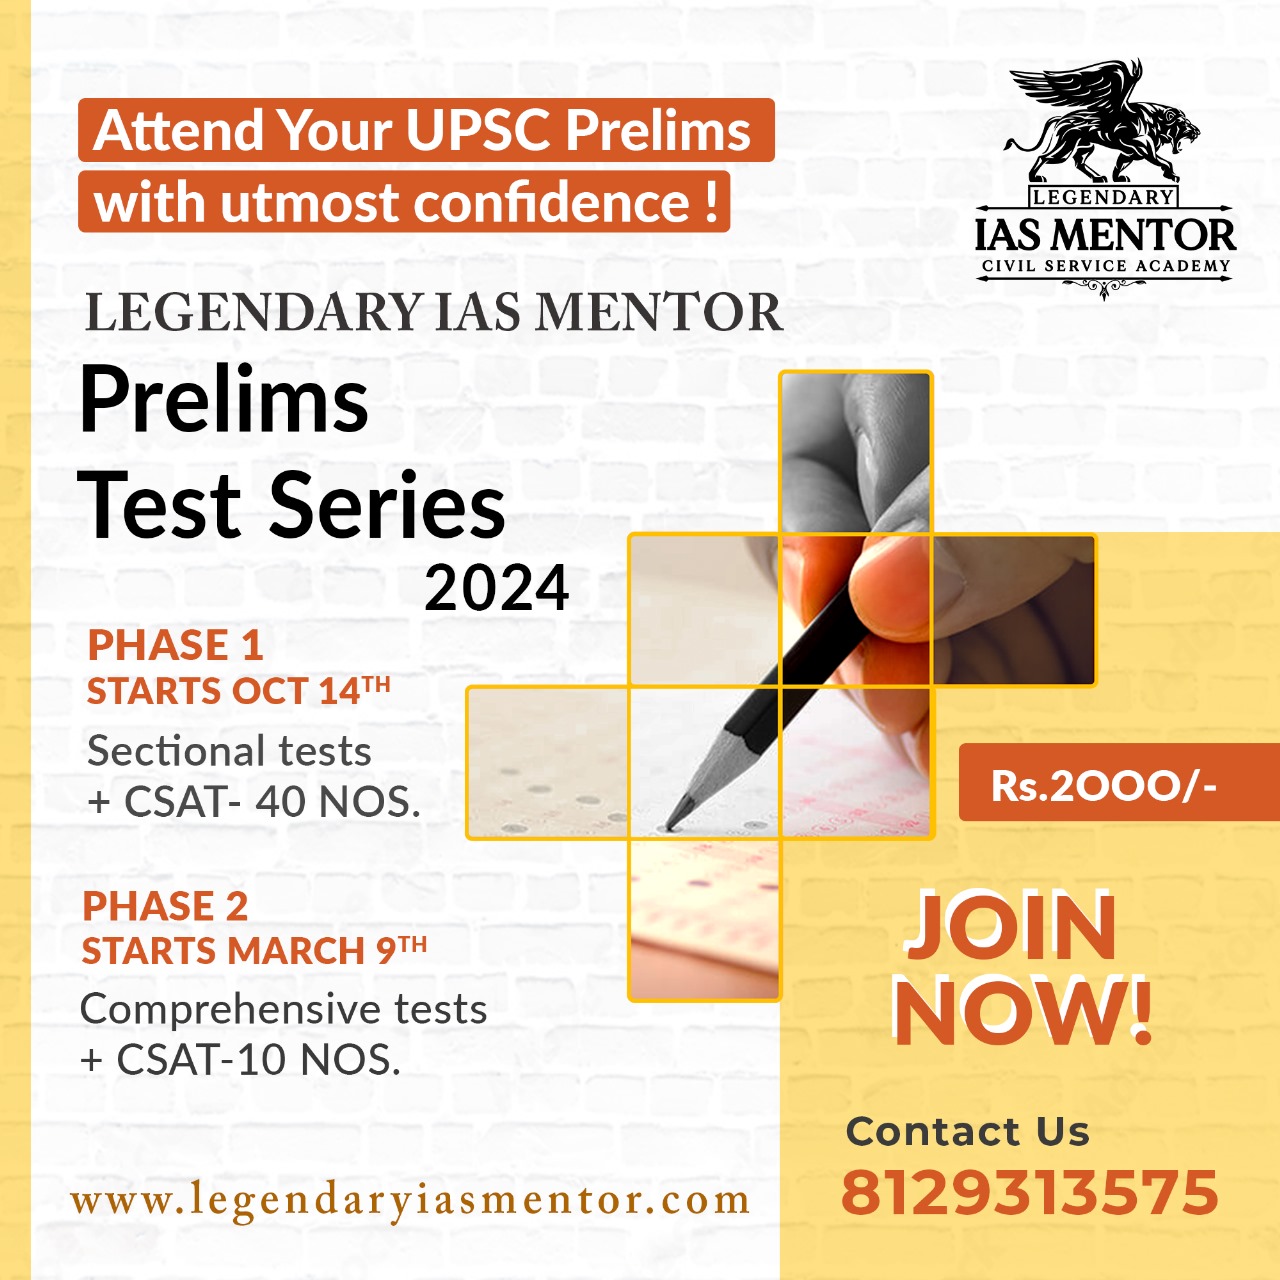 Attend Your UPSC Prelims
with utmost confidence !
LEGENDARY
IAS MENTOR
CIVIL SERVICE ACADEMY
LEGENDARY IAS MENTOR
Prelims
Test Series
2024
PHASE 1
STARTS OCT 14TH
Sectional tests
+ CSAT- 40 NOS.
Rs.2000/-
PHASE 2
STARTS MARCH 9TH
Comprehensive tests
+ CSAT-10 NOS.
JOIN
NOW!
Contact Us
8129313575
www.legendaryiasmentor.com